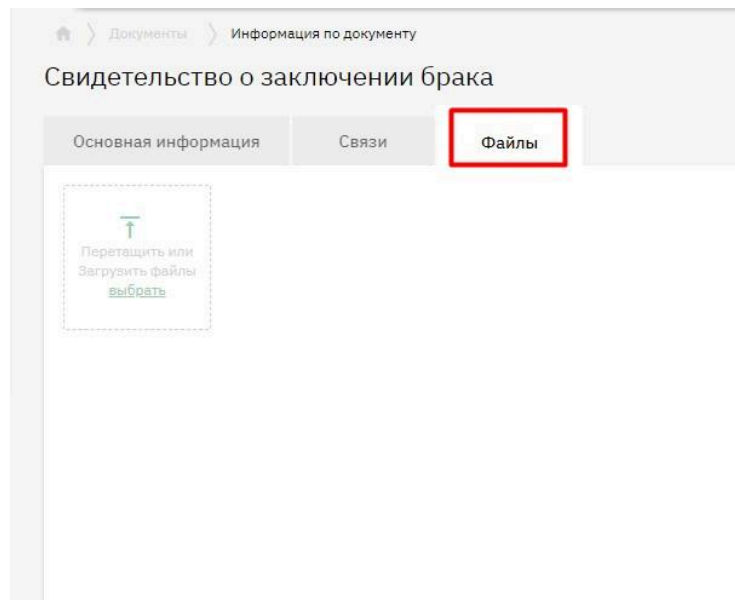 Документы Информация по документу
Свидетельство о заключении брака
Основная информация Связи Файлы
Перетащить или
Загрузить файлы
выбрать